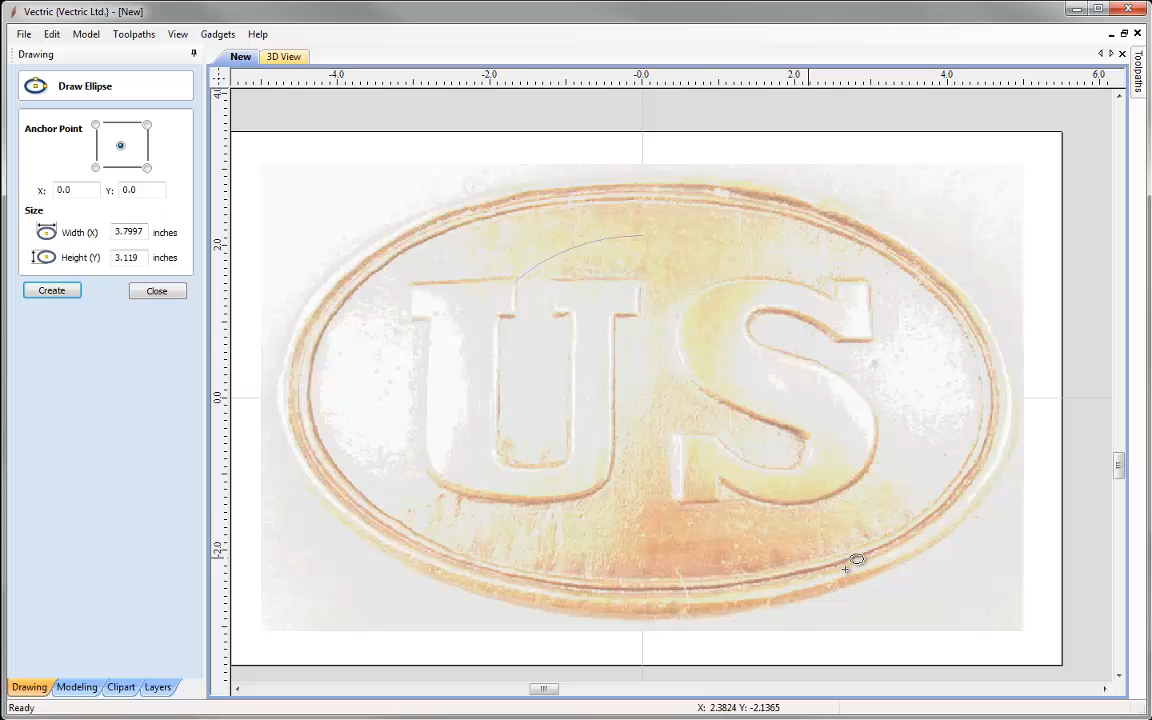 Vectric {Vectric Ltd.} - [New]
File Edit Model Toolpaths View Gadgets Help
Drawing
New 3D View
Toolpaths
-4.0 -2.0 -0.0 2.0 4.0 6.0
Draw Ellipse
Anchor Point
X: 0.0 Y: 0.0
Size
Width (X) 3.7997 inches
Height (Y) 3.119 inches
Create Close
4.0
2.0
0.0
-2.0
US
Drawing Modeling Clipart Layers
Ready X: 2.3824 Y: -2.1365